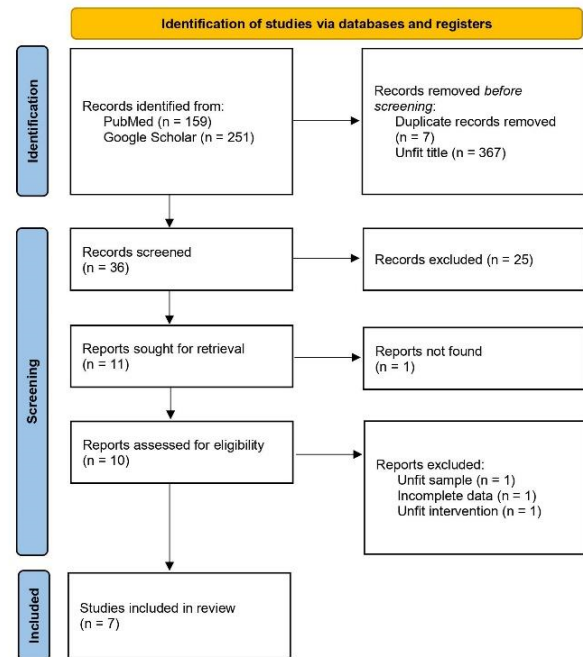 Identification of studies via databases and registers
Identification
Records identified from:
PubMed (n = 159)
Google Scholar (n = 251)
Records removed before
screening:
Duplicate records removed
(n = 7)
Unfit title (n = 367)
Screening
Records screened
(n = 36)
Records excluded (n = 25)
Reports sought for retrieval
(n = 11)
Reports not found
(n = 1)
Reports assessed for eligibility
(n = 10)
Reports excluded:
Unfit sample (n = 1)
Incomplete data (n = 1)
Unfit intervention (n = 1)
Included
Studies included in review
(n = 7)